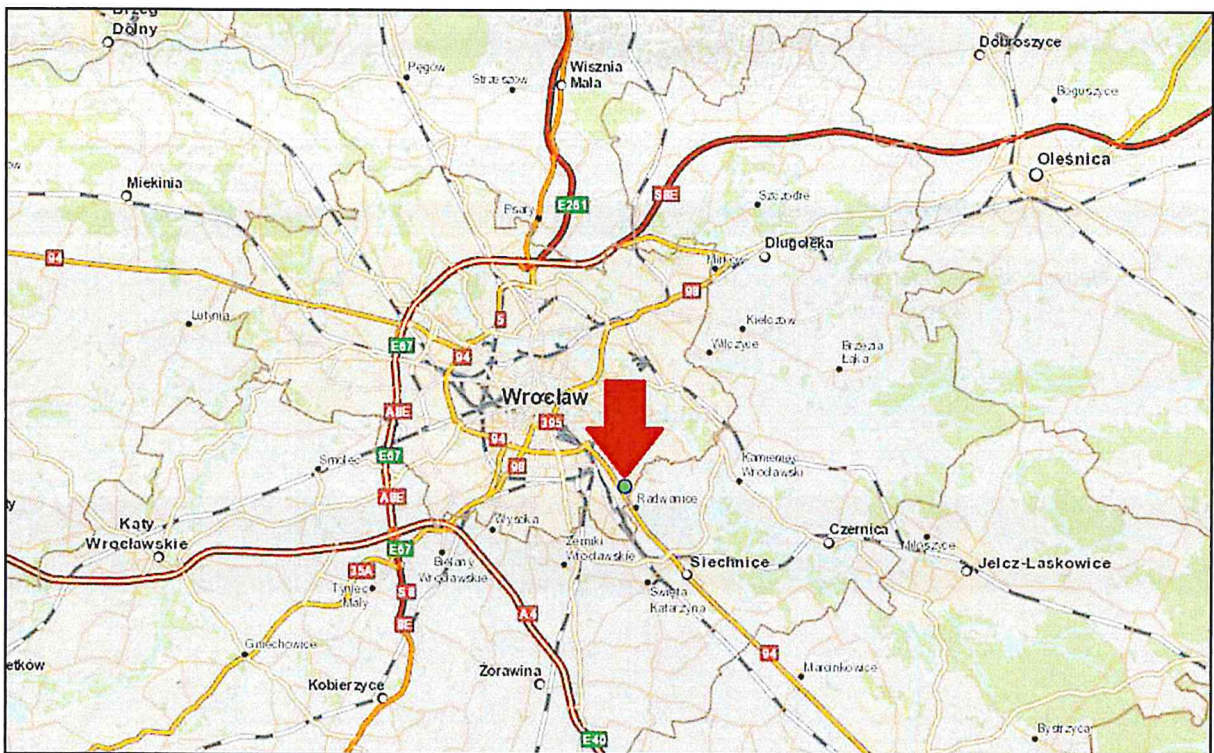 Brzeg
Dolny
Pęgów
Strzeszów
Wisznia
Mała
Dobroszyce
Boguszyce
Oleśnica
Miękinia
E261
S8E
Szczodre
Psary
Długołęka
94
Mirków
98
Lutynia
5
Kiełczów
E67
94
Wilczyce
Brzezia
Łąka
Wrocław
A8E
395
94
E67
98
Smolec
Kamieniec
Wrocławski
A8E
Radwanice
Kąty
Wrocławskie
Wysoka
E67
Bielany
Wrocławskie
Żerniki
Wrocławskie
Czernica
Miłoszyce
Siechnice
Jelcz-Laskowice
35A
Tyniec
Mały
S8
Święta
Katarzyna
8E
A4
Gniechowice
94
etków
Marcinkowice
Żórawina
Kobierzyce
Bystrzyca
E40